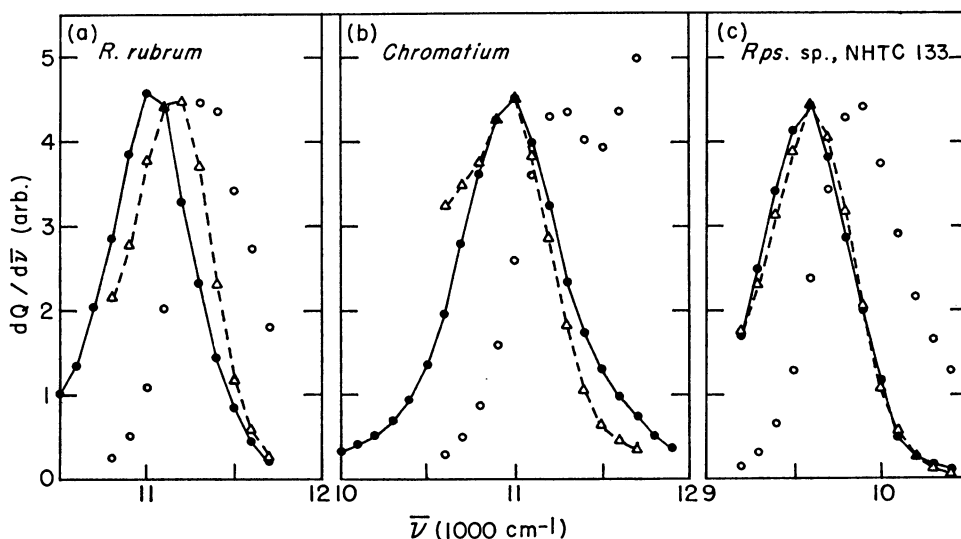 (a) R. rubrum
(b) Chromatium
(c) Rps. sp., NHTC 133
5
4
3
2
1
0
dQ / dν̅ (arb.)
11 12
10 11 12
9 10
ν̅ (1000 cm⁻¹)